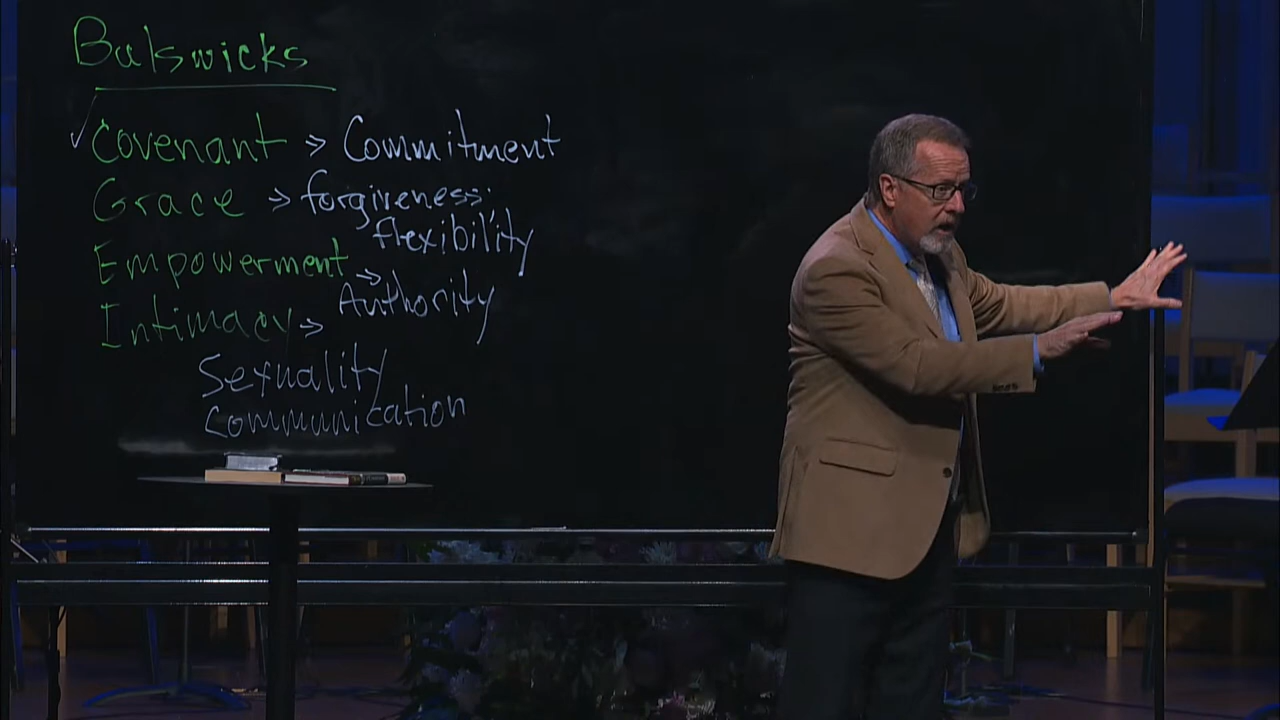 Balswicks
✓ Covenant -> Commitment
Grace -> forgiveness:
flexibility
Empowerment ->
Authority
Intimacy ->
Sexuality
Communication